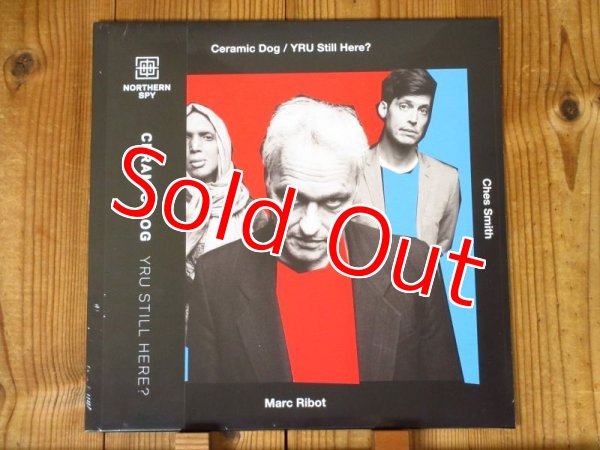 Ceramic Dog / YRU Still Here?
NORTHERN
SPY
CERAMIC DOG YRU STILL HERE?
Ches Smith
Sold Out
Marc Ribot